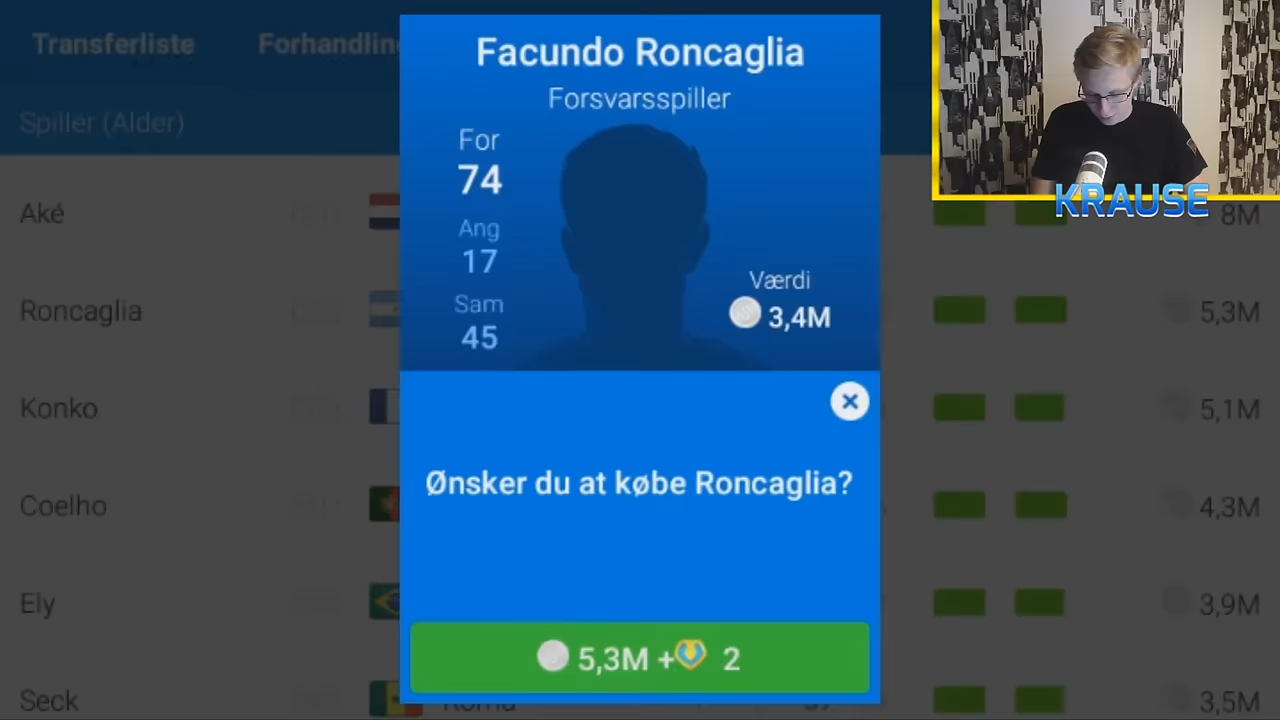 Transferliste Forhandlin
Spiller (Alder)
Facundo Roncaglia
Forsvarsspiller
For
74
Ang
17
Sam
45
Værdi
3,4M
KRAUSE
Aké 8M
Roncaglia 5,3M
Konko 5,1M
Coelho 4,3M
Ely 3,9M
Seck Roma 3,5M
Ønsker du at købe Roncaglia?
5,3M + 2